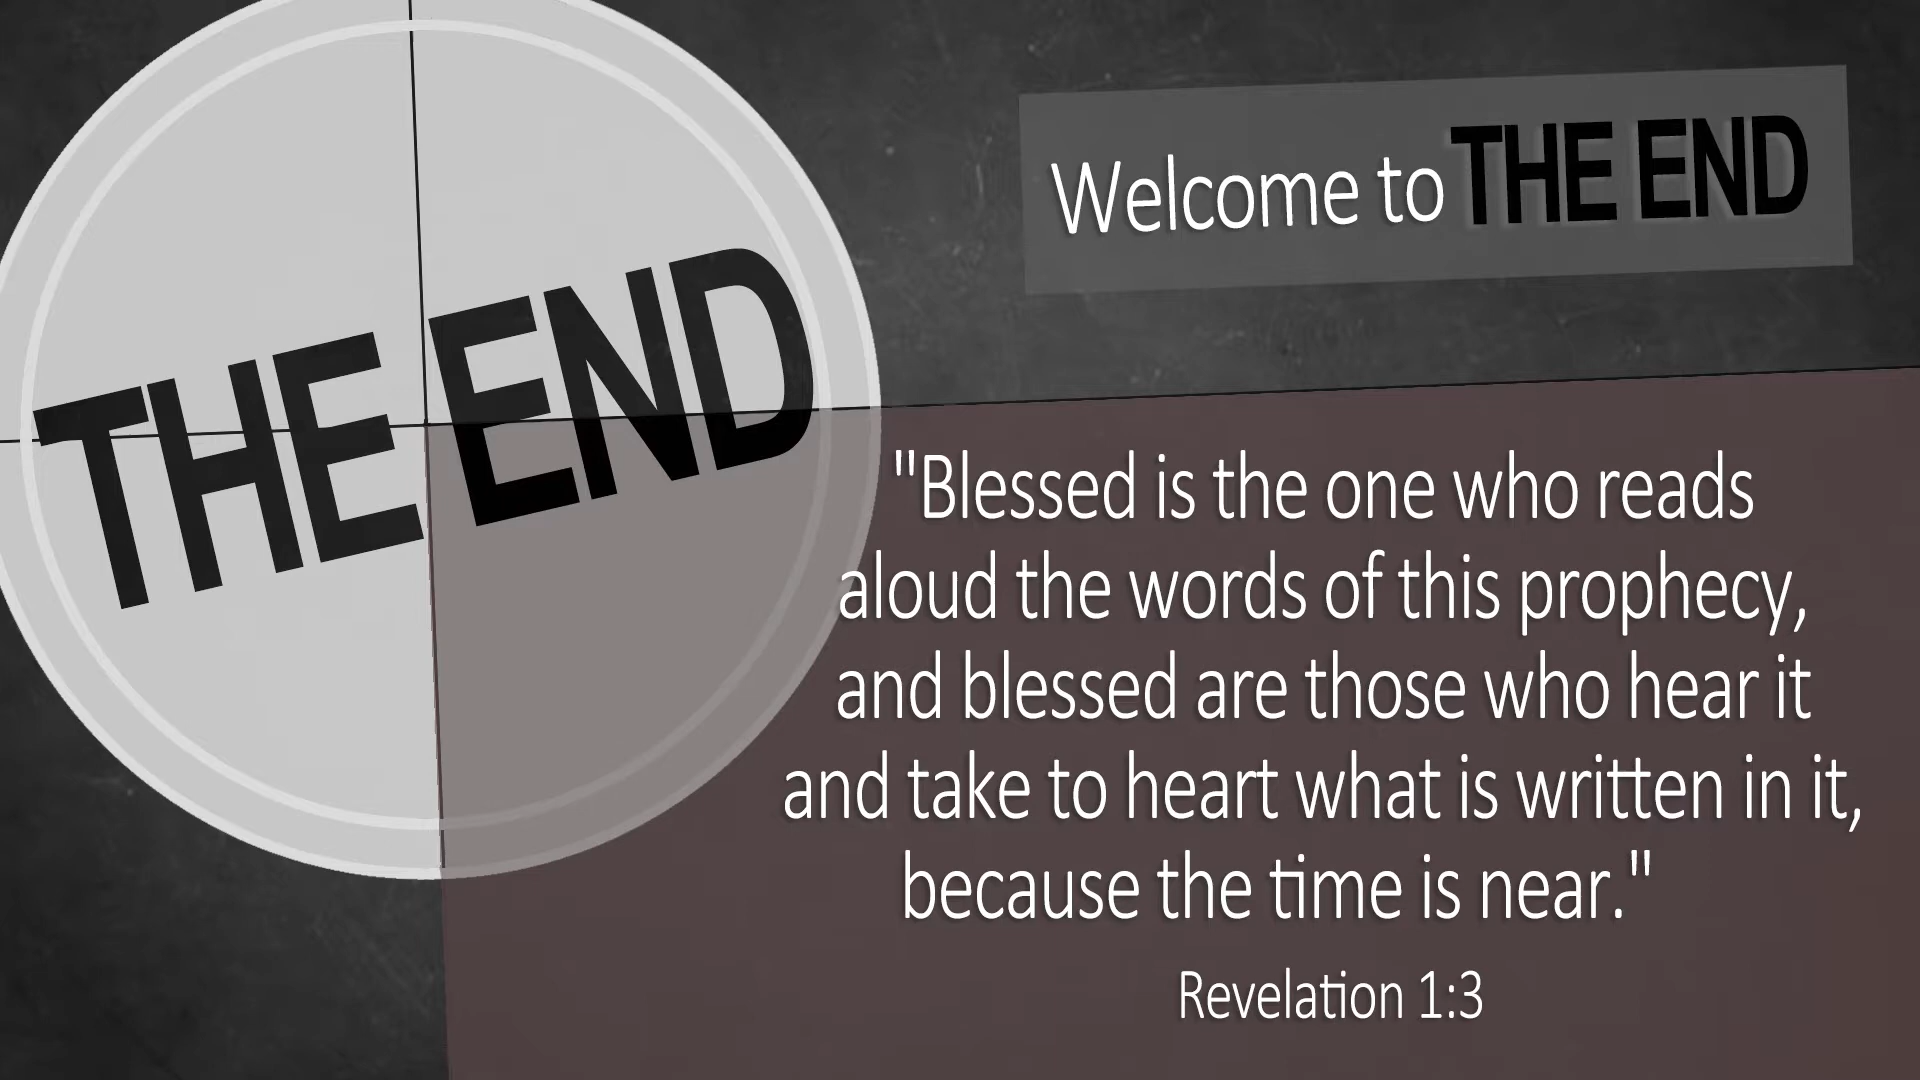 THE END
Welcome to THE END
"Blessed is the one who reads
aloud the words of this prophecy,
and blessed are those who hear it
and take to heart what is written in it,
because the time is near."
Revelation 1:3